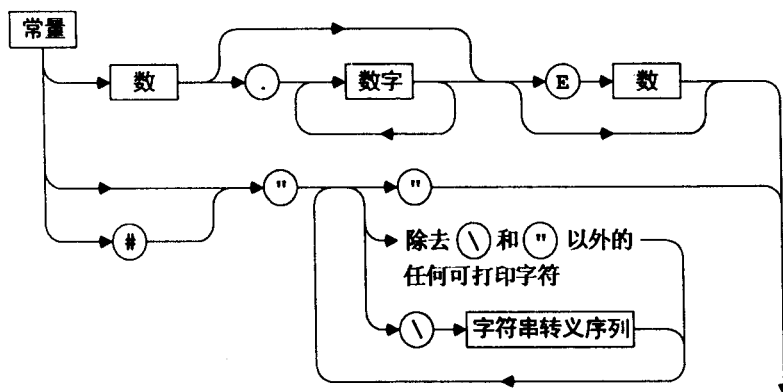 常量
数 . 数字 E 数
" "
#
除去 \ 和 " 以外的
任何可打印字符
\ 字符串转义序列